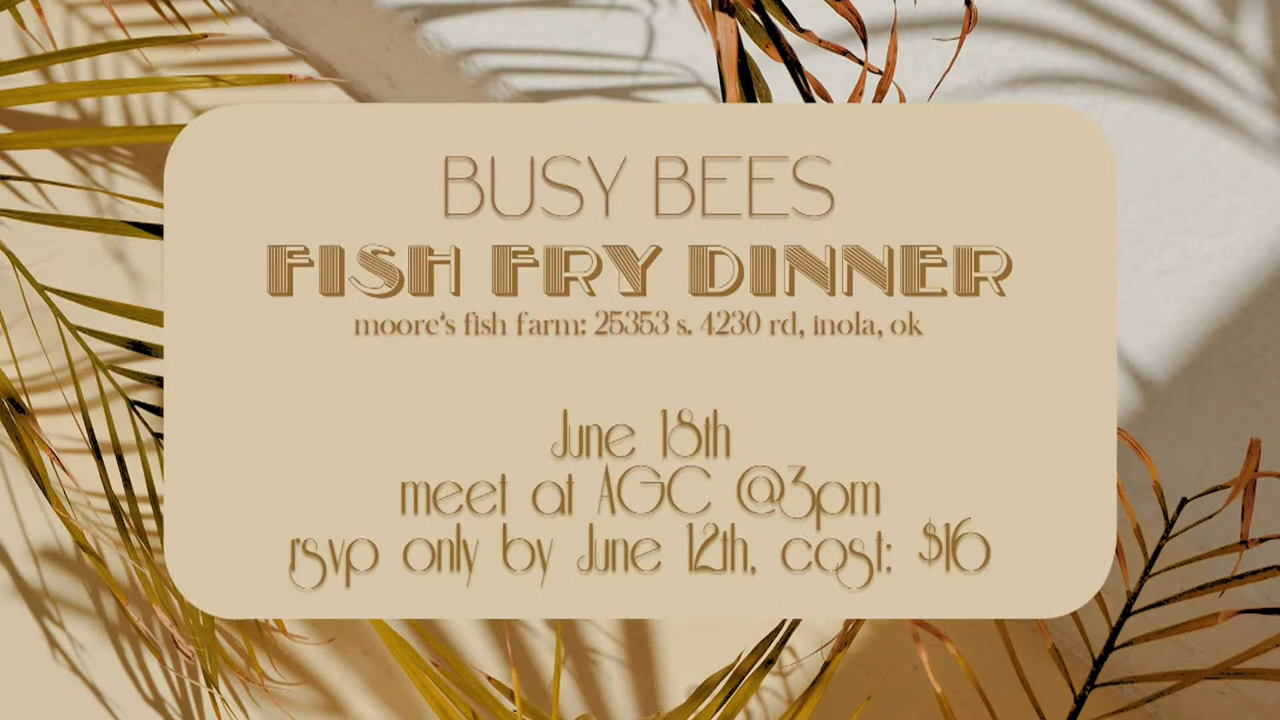 BUSY BEES
FISH FRY DINNER
moore's fish farm: 25353 s. 4230 rd, inola, ok
June 18th
meet at AGC @3pm
rsvp only by June 12th, cost: $16